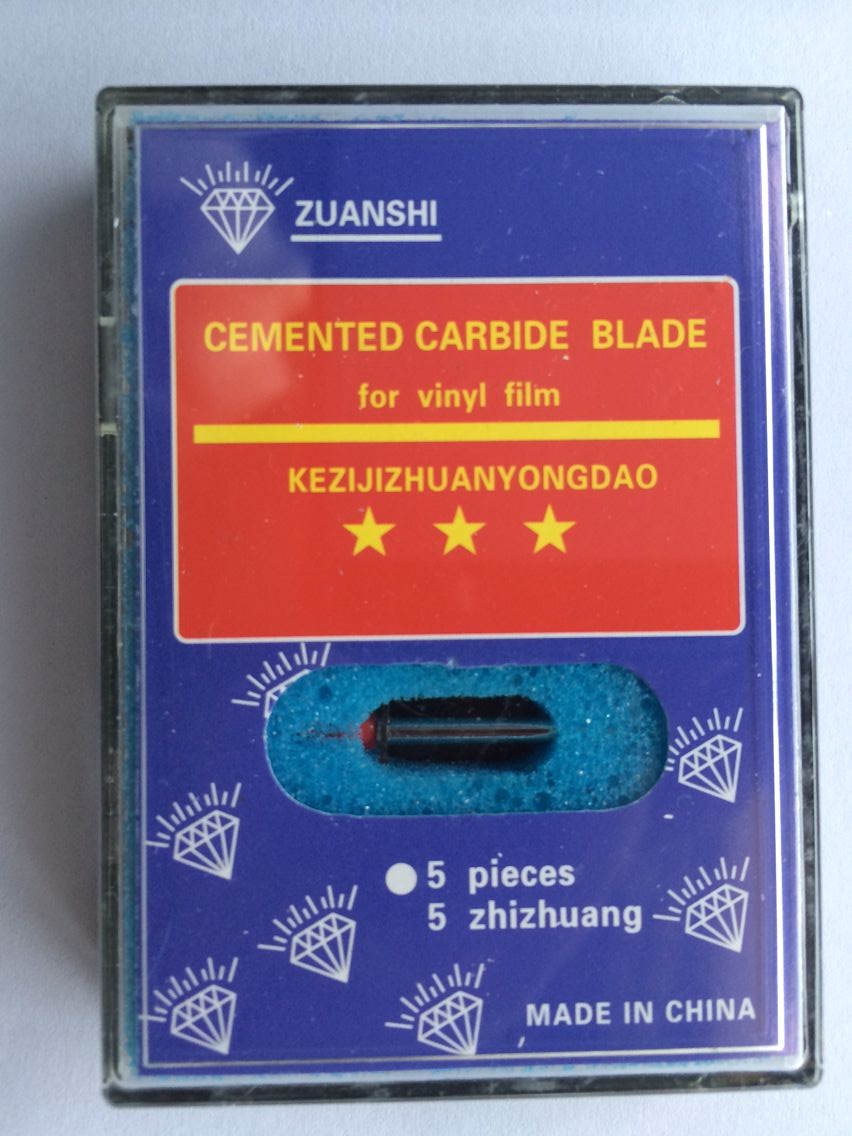 ZUANSHI
CEMENTED CARBIDE BLADE
for vinyl film
KEZIJIZHUANYONGDAO
5 pieces
5 zhizhuang
MADE IN CHINA